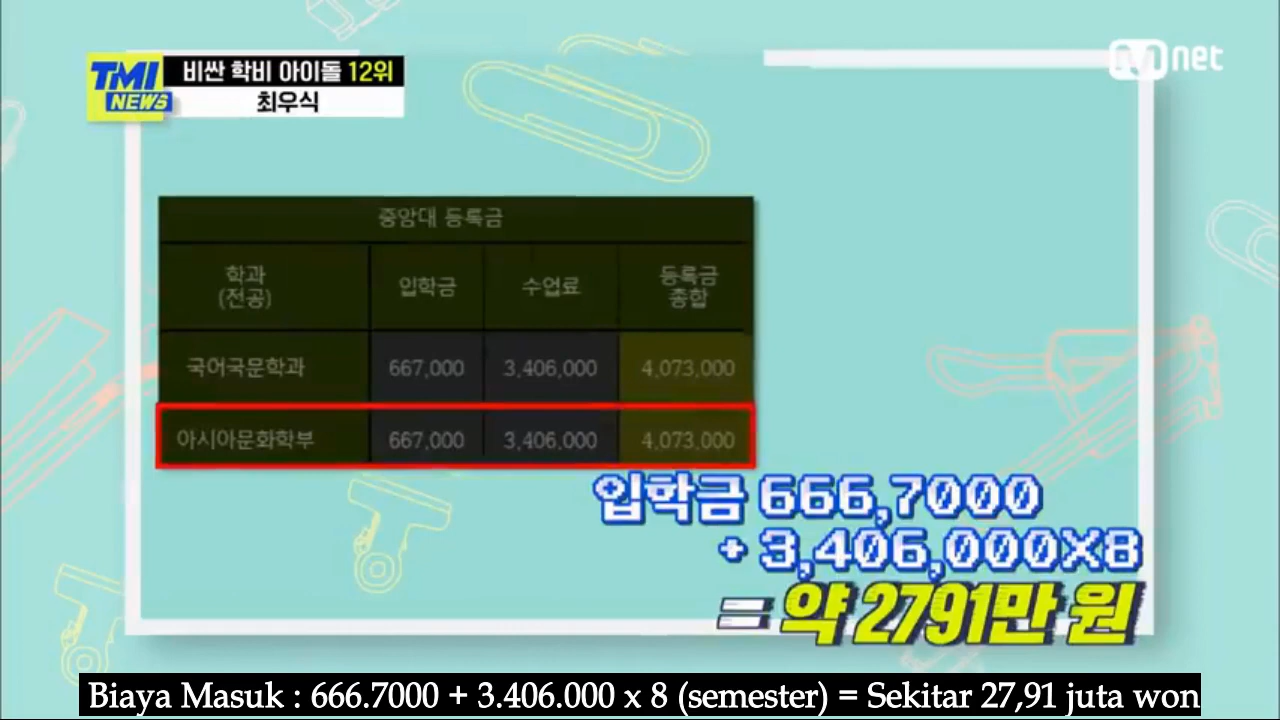 TMI NEWS
비싼 학비 아이돌 12위
최우식
Mnet
중앙대 등록금
학과 (전공) 입학금 수업료 등록금 총합
국어국문학과 667,000 3,406,000 4,073,000
아시아문화학부 667,000 3,406,000 4,073,000
입학금 666,7000
+ 3,406,000X8
= 약 2791만 원
Biaya Masuk : 666.7000 + 3.406.000 x 8 (semester) = Sekitar 27,91 juta won